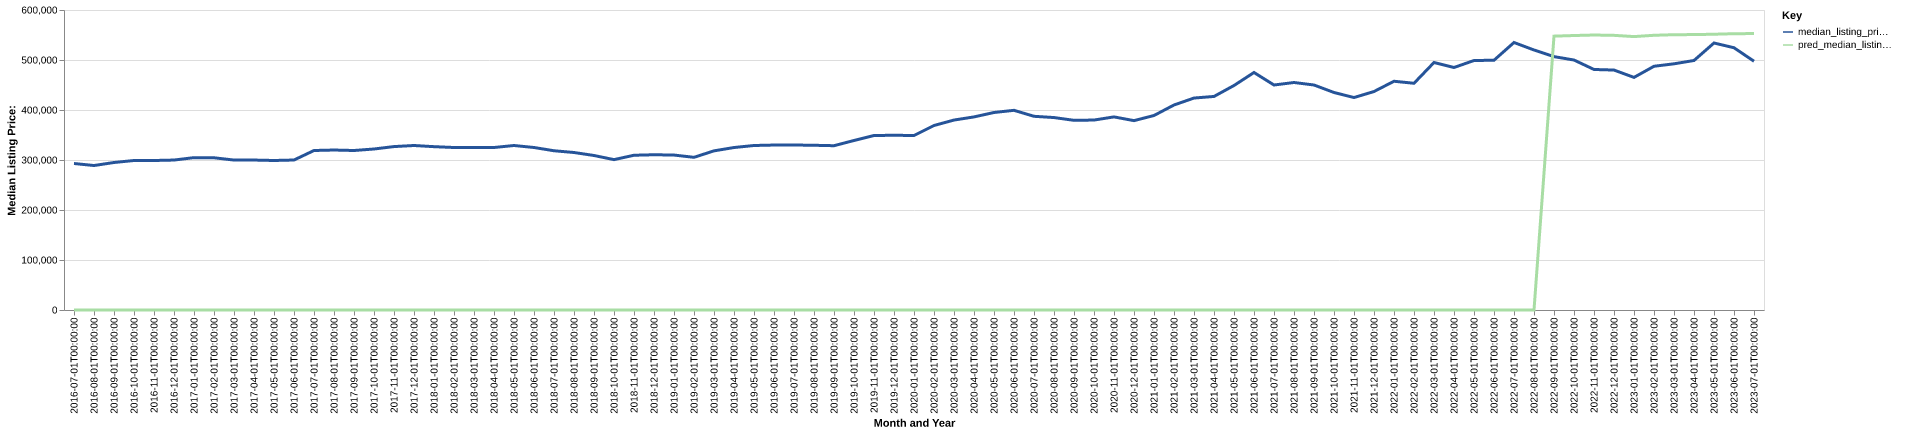 600,000
500,000
400,000
300,000
200,000
100,000
0
Median Listing Price:
2016-07-01T00:00:00
2016-08-01T00:00:00
2016-09-01T00:00:00
2016-10-01T00:00:00
2016-11-01T00:00:00
2016-12-01T00:00:00
2017-01-01T00:00:00
2017-02-01T00:00:00
2017-03-01T00:00:00
2017-04-01T00:00:00
2017-05-01T00:00:00
2017-06-01T00:00:00
2017-07-01T00:00:00
2017-08-01T00:00:00
2017-09-01T00:00:00
2017-10-01T00:00:00
2017-11-01T00:00:00
2017-12-01T00:00:00
2018-01-01T00:00:00
2018-02-01T00:00:00
2018-03-01T00:00:00
2018-04-01T00:00:00
2018-05-01T00:00:00
2018-06-01T00:00:00
2018-07-01T00:00:00
2018-08-01T00:00:00
2018-09-01T00:00:00
2018-10-01T00:00:00
2018-11-01T00:00:00
2018-12-01T00:00:00
2019-01-01T00:00:00
2019-02-01T00:00:00
2019-03-01T00:00:00
2019-04-01T00:00:00
2019-05-01T00:00:00
2019-06-01T00:00:00
2019-07-01T00:00:00
2019-08-01T00:00:00
2019-09-01T00:00:00
2019-10-01T00:00:00
2019-11-01T00:00:00
2019-12-01T00:00:00
2020-01-01T00:00:00
2020-02-01T00:00:00
2020-03-01T00:00:00
2020-04-01T00:00:00
2020-05-01T00:00:00
2020-06-01T00:00:00
2020-07-01T00:00:00
2020-08-01T00:00:00
2020-09-01T00:00:00
2020-10-01T00:00:00
2020-11-01T00:00:00
2020-12-01T00:00:00
2021-01-01T00:00:00
2021-02-01T00:00:00
2021-03-01T00:00:00
2021-04-01T00:00:00
2021-05-01T00:00:00
2021-06-01T00:00:00
2021-07-01T00:00:00
2021-08-01T00:00:00
2021-09-01T00:00:00
2021-10-01T00:00:00
2021-11-01T00:00:00
2021-12-01T00:00:00
2022-01-01T00:00:00
2022-02-01T00:00:00
2022-03-01T00:00:00
2022-04-01T00:00:00
2022-05-01T00:00:00
2022-06-01T00:00:00
2022-07-01T00:00:00
2022-08-01T00:00:00
2022-09-01T00:00:00
2022-10-01T00:00:00
2022-11-01T00:00:00
2022-12-01T00:00:00
2023-01-01T00:00:00
2023-02-01T00:00:00
2023-03-01T00:00:00
2023-04-01T00:00:00
2023-05-01T00:00:00
2023-06-01T00:00:00
2023-07-01T00:00:00
Month and Year
Key
median_listing_pri…
pred_median_listin…